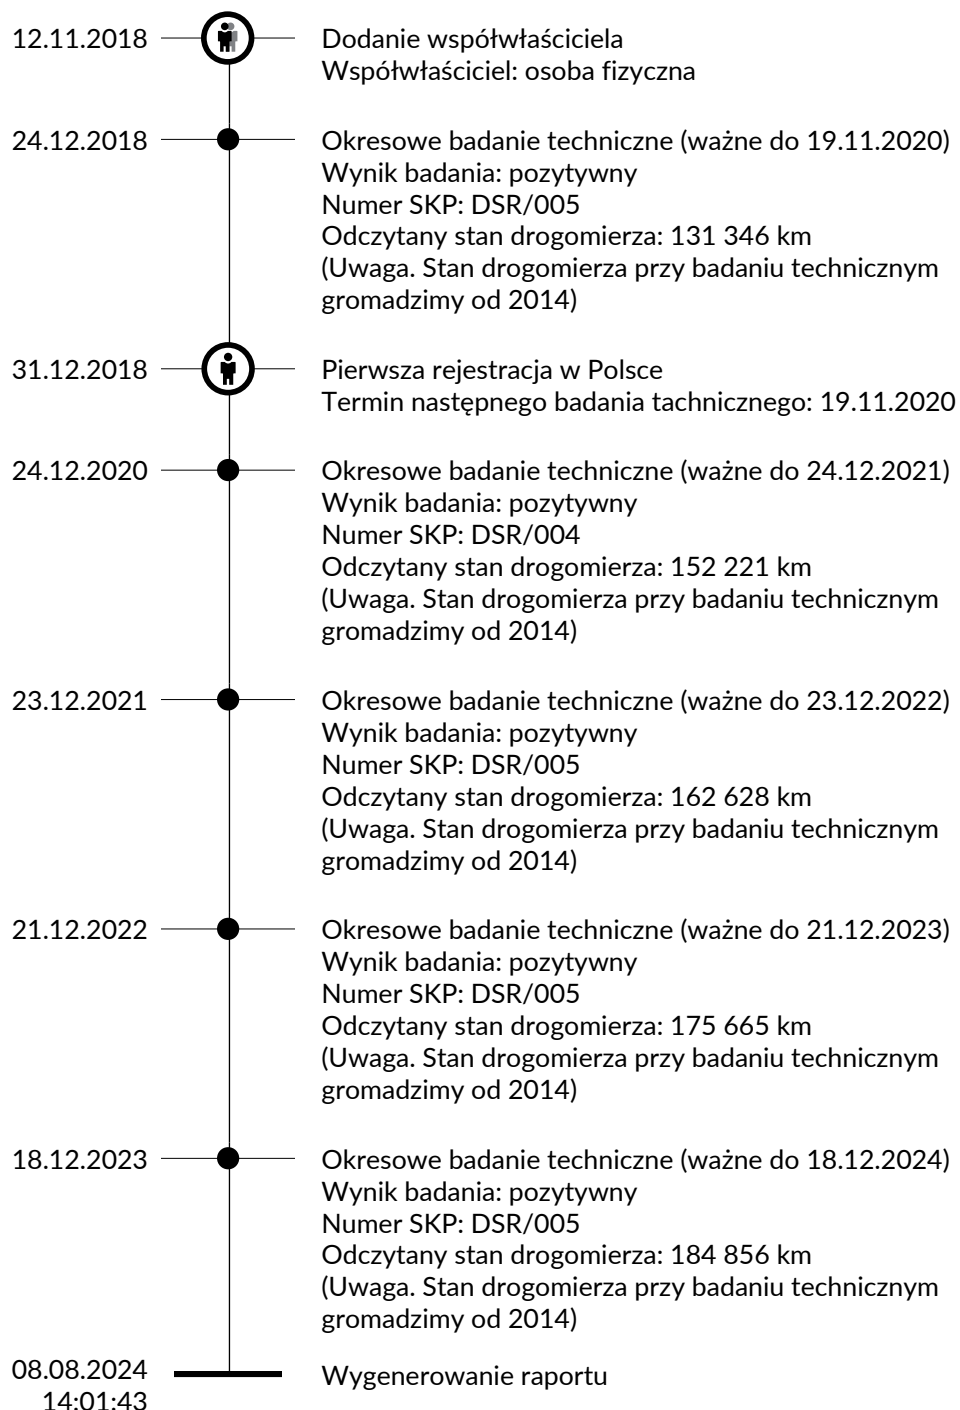 12.11.2018
Dodanie współwłaściciela
Współwłaściciel: osoba fizyczna
24.12.2018
Okresowe badanie techniczne (ważne do 19.11.2020)
Wynik badania: pozytywny
Numer SKP: DSR/005
Odczytany stan drogomierza: 131 346 km
(Uwaga. Stan drogomierza przy badaniu technicznym
gromadzimy od 2014)
31.12.2018
Pierwsza rejestracja w Polsce
Termin następnego badania tachnicznego: 19.11.2020
24.12.2020
Okresowe badanie techniczne (ważne do 24.12.2021)
Wynik badania: pozytywny
Numer SKP: DSR/004
Odczytany stan drogomierza: 152 221 km
(Uwaga. Stan drogomierza przy badaniu technicznym
gromadzimy od 2014)
23.12.2021
Okresowe badanie techniczne (ważne do 23.12.2022)
Wynik badania: pozytywny
Numer SKP: DSR/005
Odczytany stan drogomierza: 162 628 km
(Uwaga. Stan drogomierza przy badaniu technicznym
gromadzimy od 2014)
21.12.2022
Okresowe badanie techniczne (ważne do 21.12.2023)
Wynik badania: pozytywny
Numer SKP: DSR/005
Odczytany stan drogomierza: 175 665 km
(Uwaga. Stan drogomierza przy badaniu technicznym
gromadzimy od 2014)
18.12.2023
Okresowe badanie techniczne (ważne do 18.12.2024)
Wynik badania: pozytywny
Numer SKP: DSR/005
Odczytany stan drogomierza: 184 856 km
(Uwaga. Stan drogomierza przy badaniu technicznym
gromadzimy od 2014)
08.08.2024
14:01:43
Wygenerowanie raportu